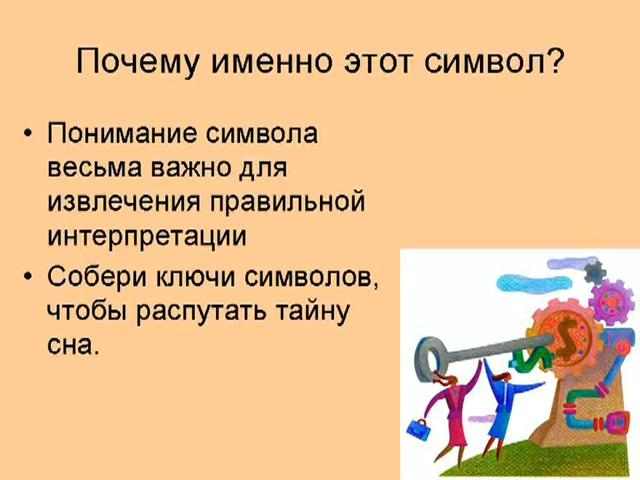 Почему именно этот символ?
• Понимание символа
весьма важно для
извлечения правильной
интерпретации
• Собери ключи символов,
чтобы распутать тайну
сна.